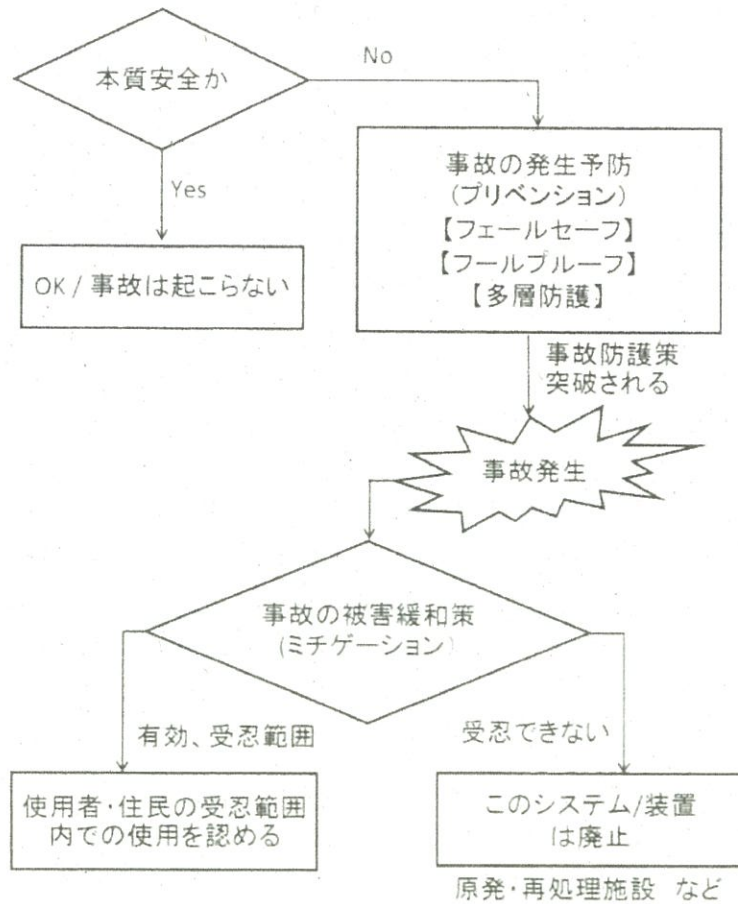 本質安全か
No
Yes
OK / 事故は起こらない
事故の発生予防
(プリベンション)
【フェールセーフ】
【フールプルーフ】
【多層防護】
事故防護策
突破される
事故発生
事故の被害緩和策
(ミチゲーション)
有効、受忍範囲
受忍できない
使用者・住民の受忍範囲
内での使用を認める
このシステム/装置
は廃止
原発・再処理施設 など